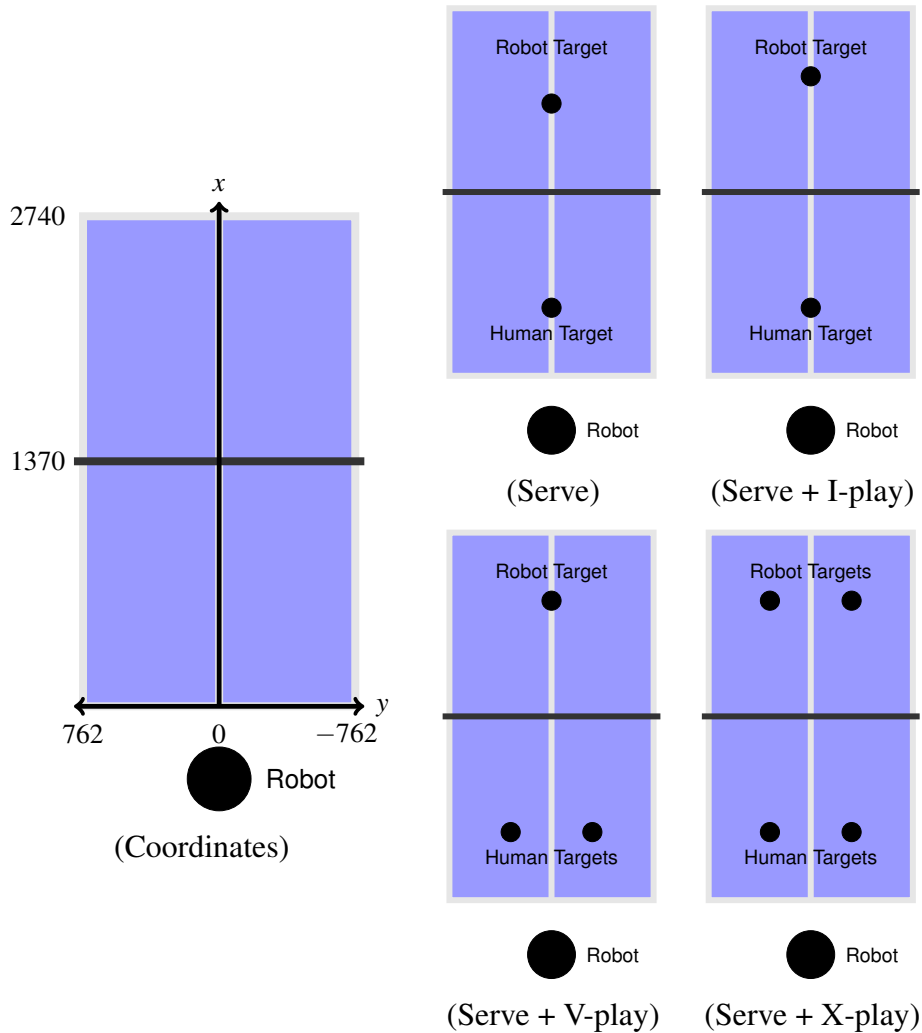 x
2740
1370
y
762
0
−762
Robot
(Coordinates)
Robot Target
Human Target
Robot
(Serve)
Robot Target
Human Target
Robot
(Serve + I-play)
Robot Target
Human Targets
Robot
(Serve + V-play)
Robot Targets
Human Targets
Robot
(Serve + X-play)